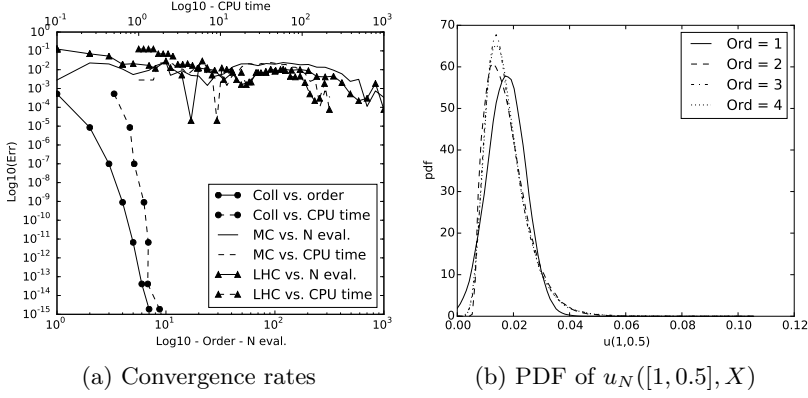 Log10 - CPU time
10^-1 10^0 10^1 10^2 10^3
10^1
10^0
10^-1
10^-2
10^-3
10^-4
10^-5
10^-6
10^-7
10^-8
10^-9
10^-10
10^-11
10^-12
10^-13
10^-14
10^-15
Log10(Err)
Coll vs. order
Coll vs. CPU time
MC vs. N eval.
MC vs. CPU time
LHC vs. N eval.
LHC vs. CPU time
10^0 10^1 10^2 10^3
Log10 - Order - N eval.
(a) Convergence rates
70
60
50
40
30
20
10
0
pdf
Ord = 1
Ord = 2
Ord = 3
Ord = 4
0.00 0.02 0.04 0.06 0.08 0.10 0.12
u(1,0.5)
(b) PDF of u_N([1, 0.5], X)